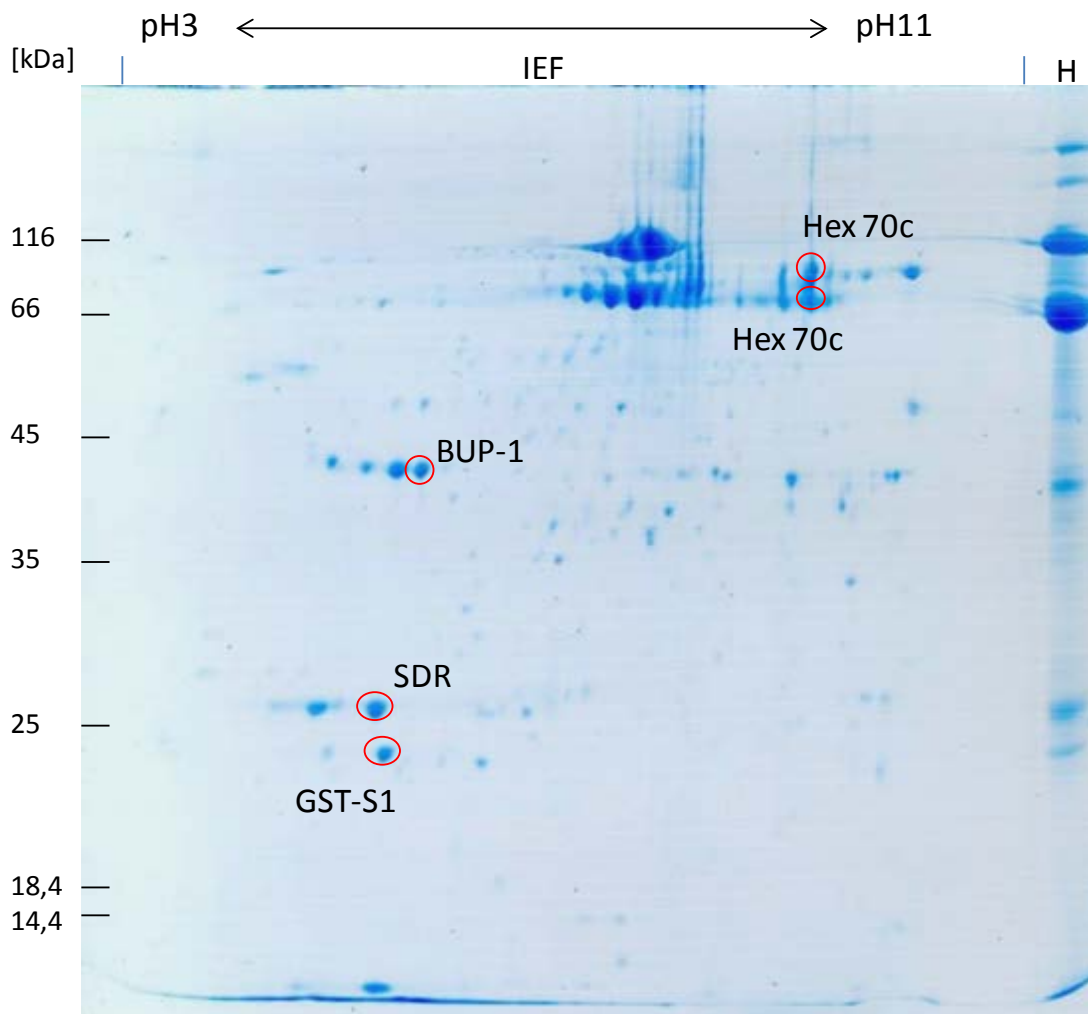 pH3 pH11
[kDa] IEF H
Hex 70c
116
66
Hex 70c
45
BUP-1
35
SDR
25
GST-S1
18,4
14,4